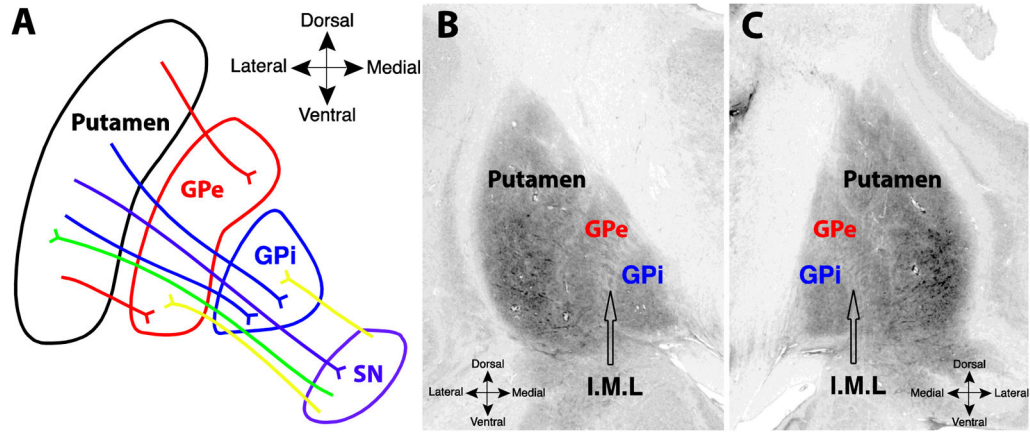 A
Dorsal
Lateral
Medial
Ventral
Putamen
GPe
GPi
SN
B
Putamen
GPe
GPi
I.M.L
Dorsal
Lateral
Medial
Ventral
C
Putamen
GPe
GPi
I.M.L
Dorsal
Medial
Lateral
Ventral